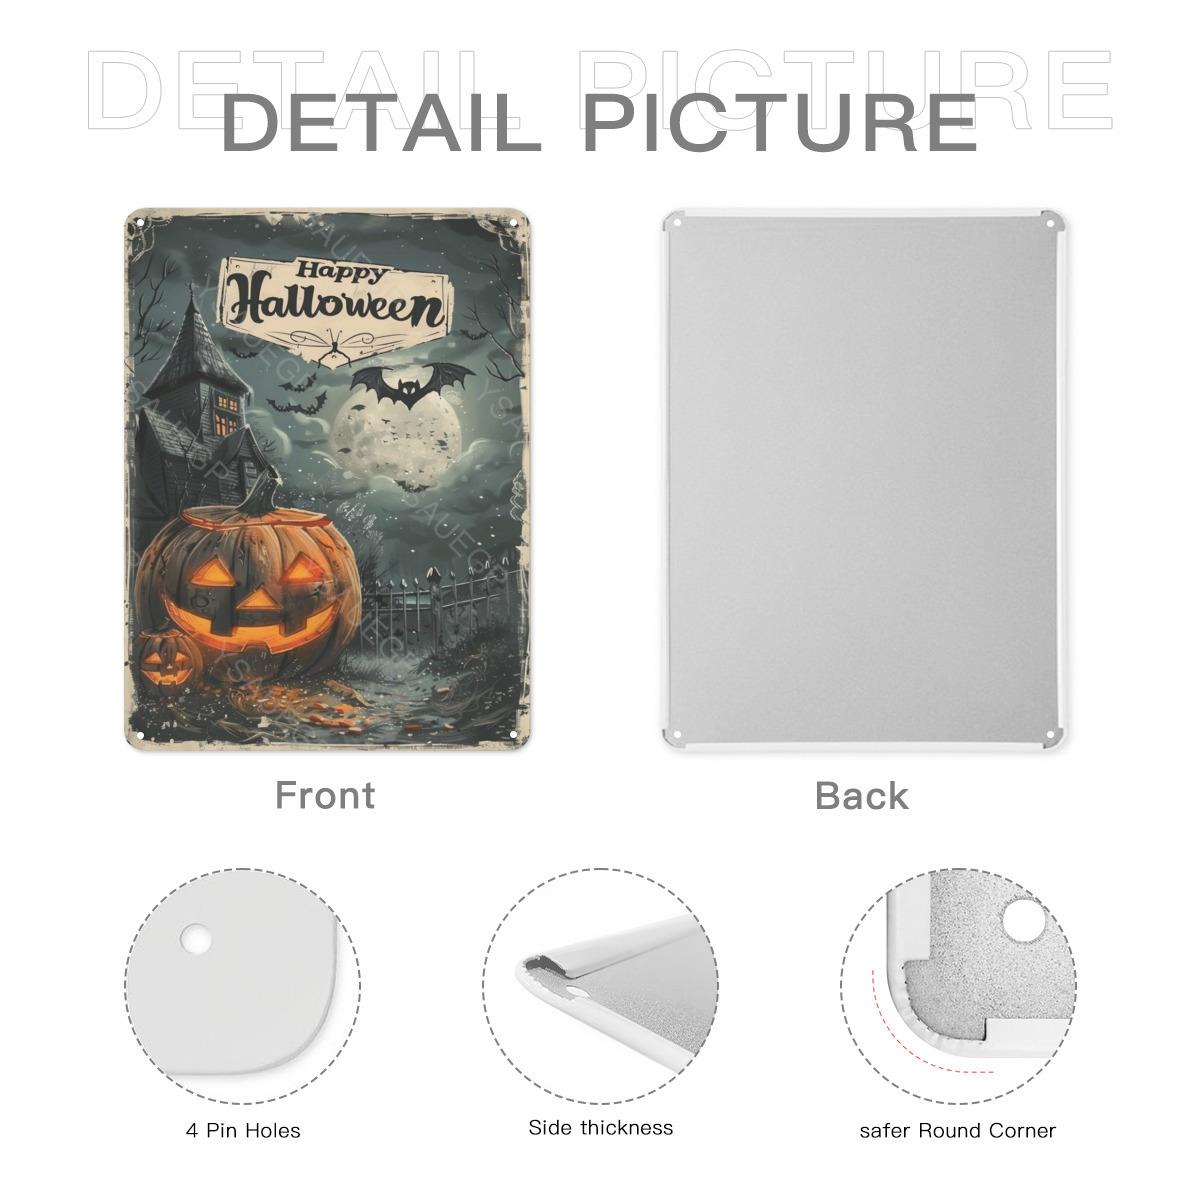 DETAIL PICTURE
DETAIL PICTURE
Happy
Halloween
Front
Back
4 Pin Holes
Side thickness
safer Round Corner